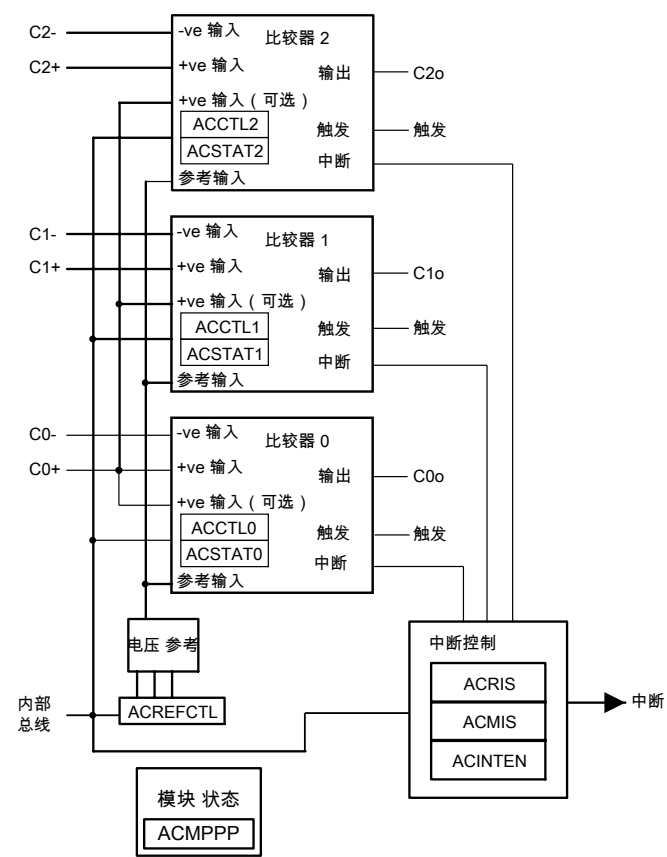 C2-
-ve 输入
比较器 2
C2+
+ve 输入
输出
C2o
+ve 输入 ( 可选 )
ACCTL2
触发
触发
ACSTAT2
中断
参考输入
C1-
-ve 输入
比较器 1
C1+
+ve 输入
输出
C1o
+ve 输入 ( 可选 )
ACCTL1
触发
触发
ACSTAT1
中断
参考输入
C0-
-ve 输入
比较器 0
C0+
+ve 输入
输出
C0o
+ve 输入 ( 可选 )
ACCTL0
触发
触发
ACSTAT0
中断
参考输入
电压 参考
中断控制
ACRIS
内部
总线
ACREFCTL
ACMIS
中断
ACINTEN
模块 状态
ACMPPP